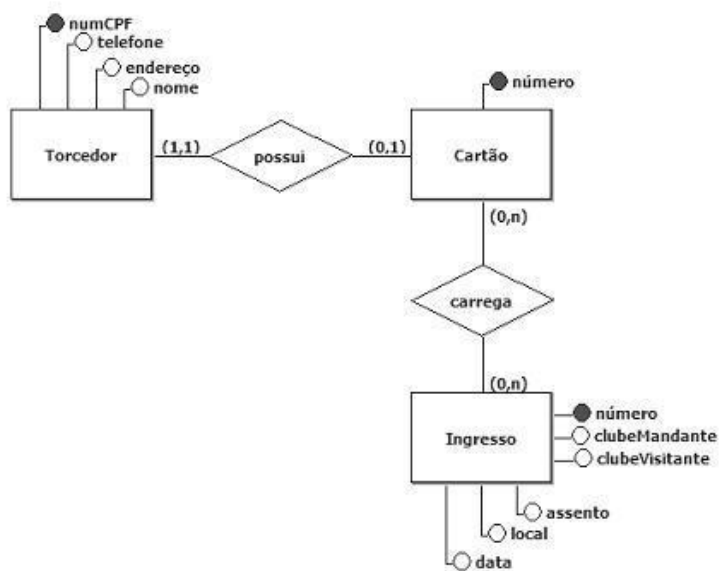 numCPF
telefone
endereço
nome
número
Torcedor
(1,1)
possui
(0,1)
Cartão
(0,n)
carrega
(0,n)
número
Ingresso
clubeMandante
clubeVisitante
assento
local
data